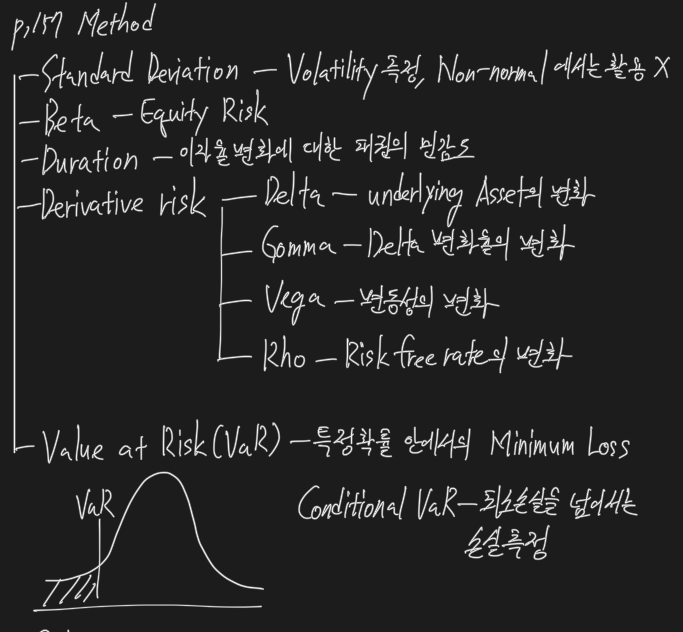 p.157 Method
Standard Deviation - Volatility 측정, Non-normal 에서는 활용 X
Beta - Equity Risk
Duration - 이자율 변화에 대한 채권의 민감도
Derivative risk - Delta - underlying Asset의 변화
Gomma - Delta 변화율의 변화
Vega - 변동성의 변화
Rho - Risk free rate의 변화
Value at Risk(VaR) - 특정확률 안에서의 Minimum Loss
VaR
Conditional VaR - 최소손실을 넘어서는
손실측정